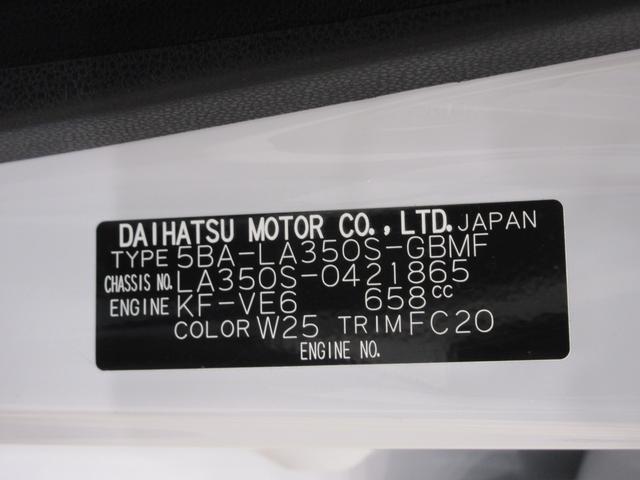 DAIHATSU MOTOR CO.,LTD. JAPAN
TYPE 5BA-LA350S-GBMF
CHASSIS NO. LA350S-0421865
ENGINE KF-VE6 658cc
COLOR W25 TRIM FC20
ENGINE NO.